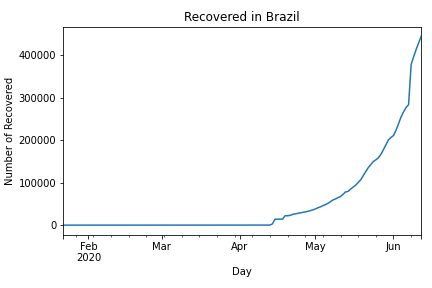 Recovered in Brazil
Number of Recovered
400000
300000
200000
100000
0
Feb
2020
Mar
Apr
May
Jun
Day